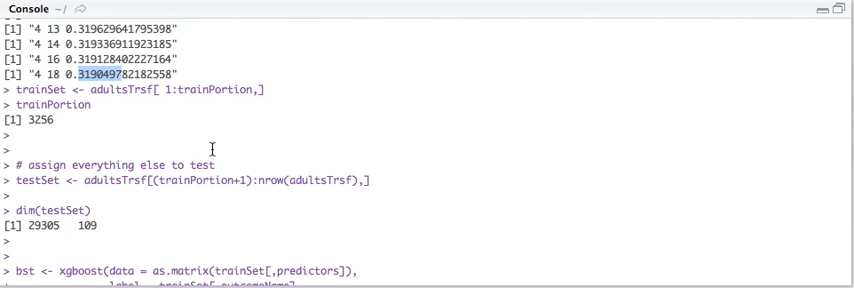 Console ~/
[1] "4 13 0.319629641795398"
[1] "4 14 0.319336911923185"
[1] "4 16 0.319128402227164"
[1] "4 18 0.319049782182558"
> trainSet <- adultsTrsf[ 1:trainPortion,]
> trainPortion
[1] 3256
>
>
> # assign everything else to test
> testSet <- adultsTrsf[(trainPortion+1):nrow(adultsTrsf),]
>
> dim(testSet)
[1] 29305   109
>
>
> bst <- xgboost(data = as.matrix(trainSet[,predictors]),